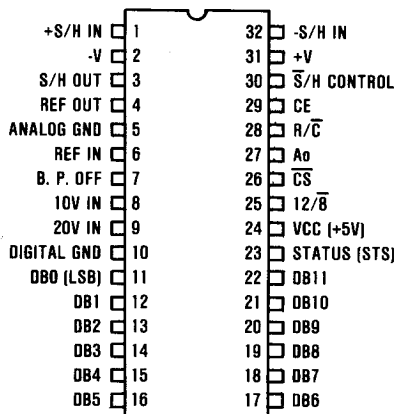 +S/H IN 1 32 -S/H IN
-V 2 31 +V
S/H OUT 3 30 S̅/H CONTROL
REF OUT 4 29 CE
ANALOG GND 5 28 R/C̅
REF IN 6 27 Ao
B. P. OFF 7 26 C̅S̅
10V IN 8 25 12/8̅
20V IN 9 24 VCC (+5V)
DIGITAL GND 10 23 STATUS (STS)
DB0 (LSB) 11 22 DB11
DB1 12 21 DB10
DB2 13 20 DB9
DB3 14 19 DB8
DB4 15 18 DB7
DB5 16 17 DB6